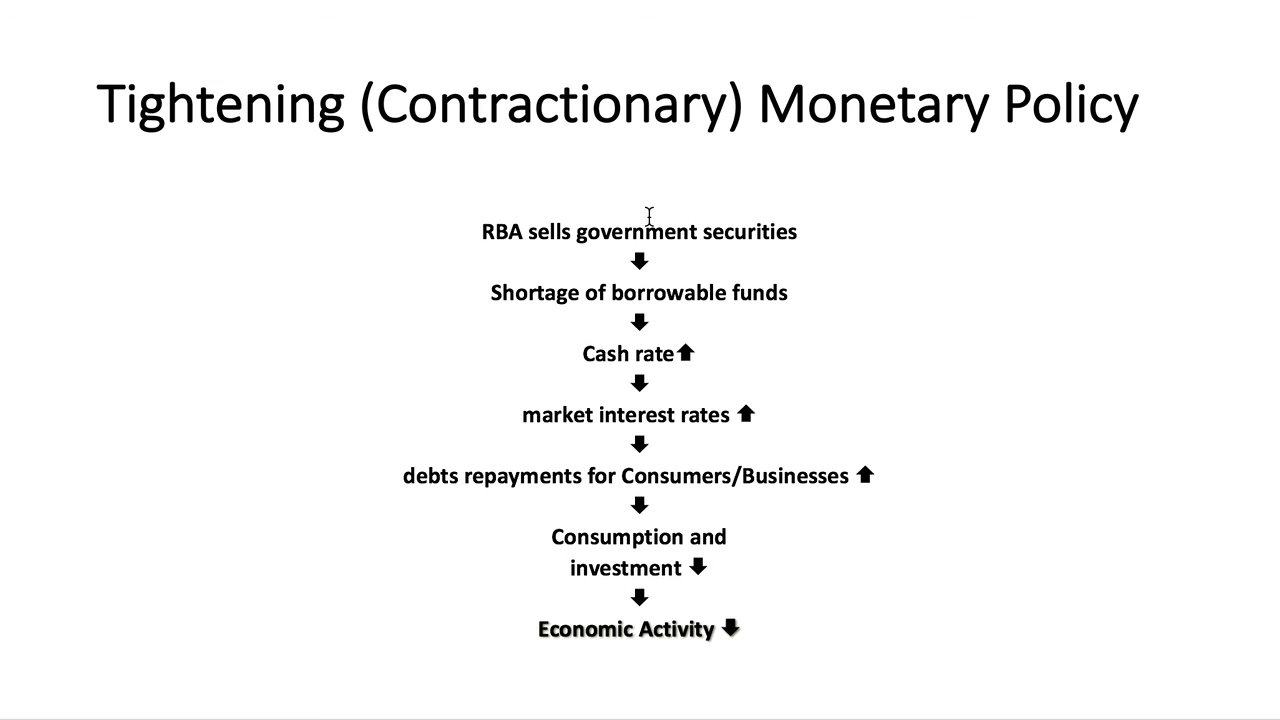 Tightening (Contractionary) Monetary Policy
RBA sells government securities
🡇
Shortage of borrowable funds
🡇
Cash rate🡅
🡇
market interest rates 🡅
🡇
debts repayments for Consumers/Businesses 🡅
🡇
Consumption and
investment 🡇
🡇
Economic Activity 🡇